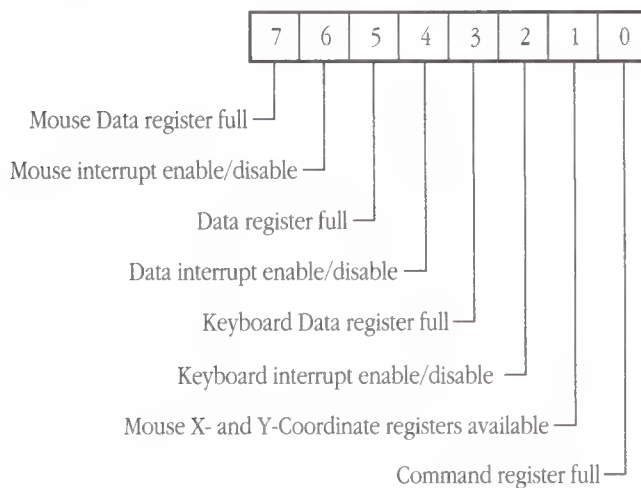 7 6 5 4 3 2 1 0
Mouse Data register full
Mouse interrupt enable/disable
Data register full
Data interrupt enable/disable
Keyboard Data register full
Keyboard interrupt enable/disable
Mouse X- and Y-Coordinate registers available
Command register full